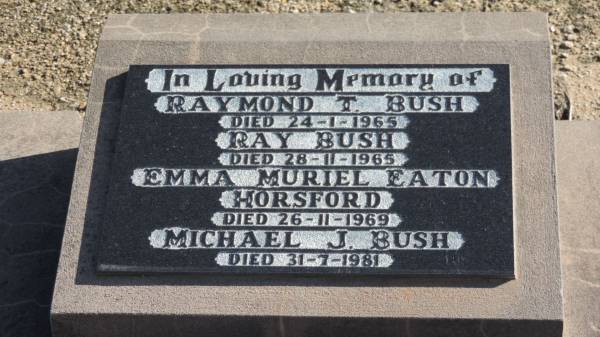 In Loving Memory of
RAYMOND T. BUSH
DIED 24-1-1965
RAY BUSH
DIED 28-11-1965
EMMA MURIEL EATON
HORSFORD
DIED 26-11-1969
MICHAEL J. BUSH
DIED 31-7-1981